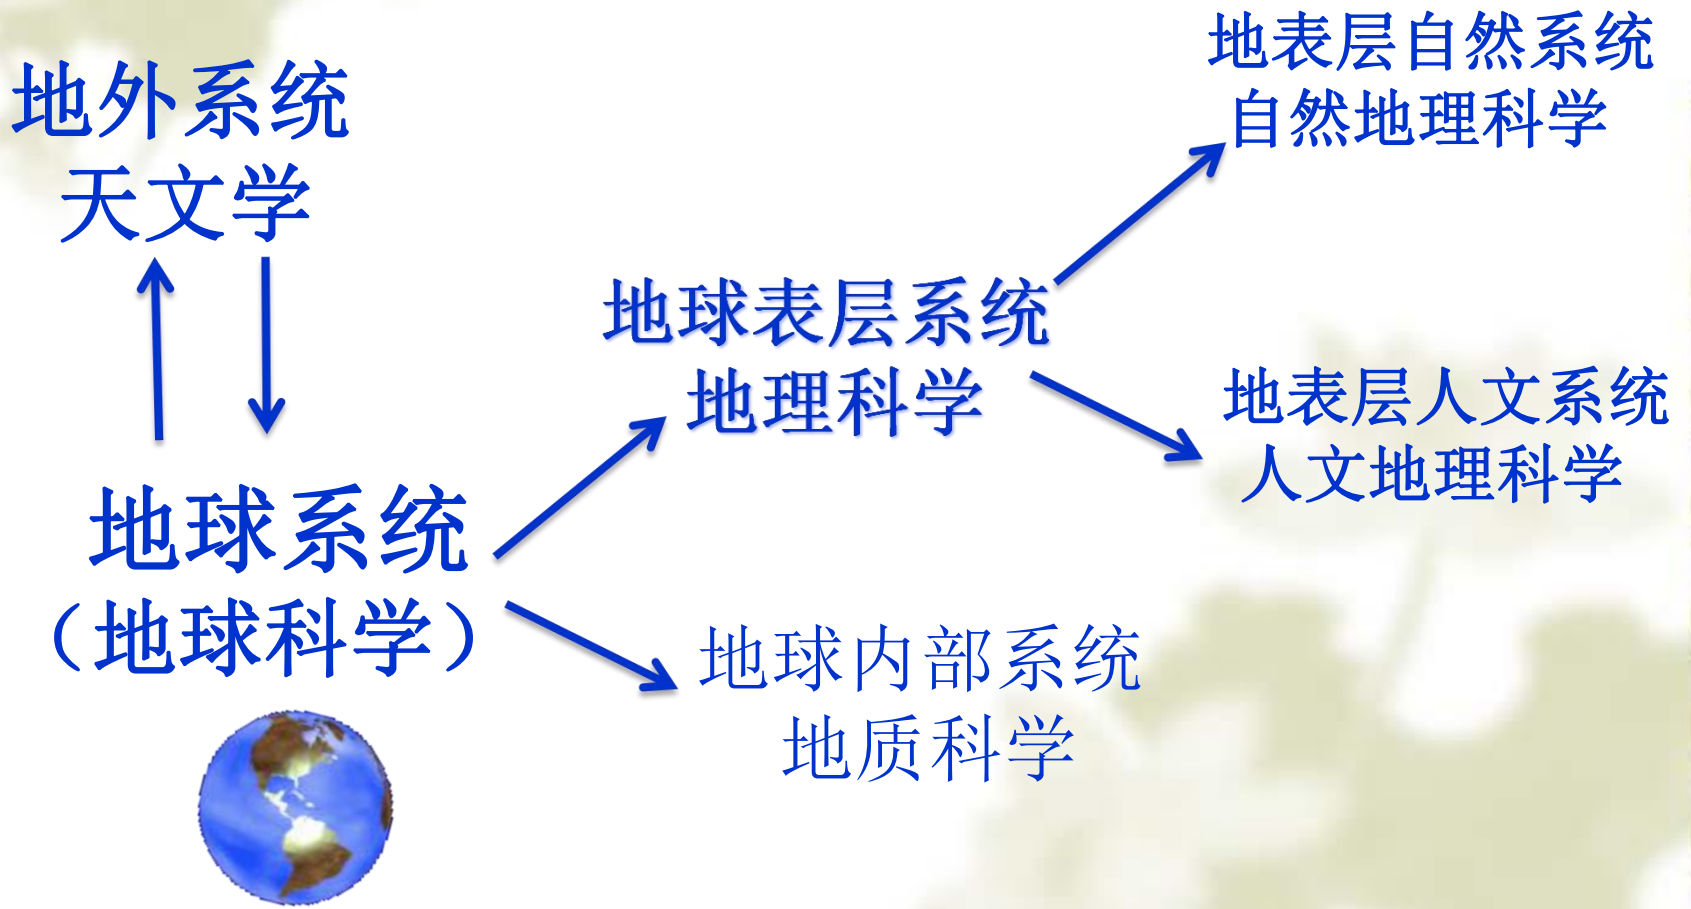 地外系统
天文学
地球系统
（地球科学）
地球表层系统
地理科学
地球内部系统
地质科学
地表层自然系统
自然地理科学
地表层人文系统
人文地理科学